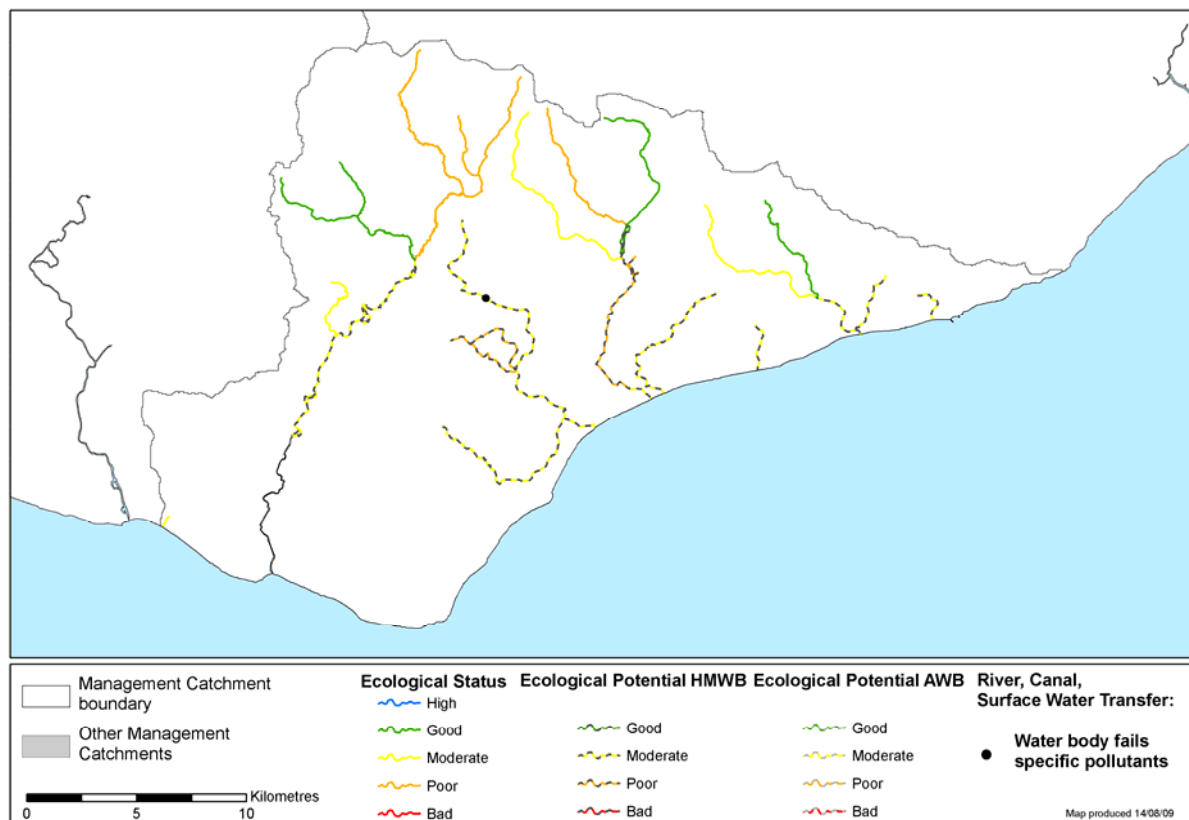 Management Catchment
boundary
Other Management
Catchments
Kilometres
0 5 10
Ecological Status
High
Good
Moderate
Poor
Bad
Ecological Potential HMWB
Good
Moderate
Poor
Bad
Ecological Potential AWB
Good
Moderate
Poor
Bad
River, Canal,
Surface Water Transfer:
Water body fails
specific pollutants
Map produced 14/08/09